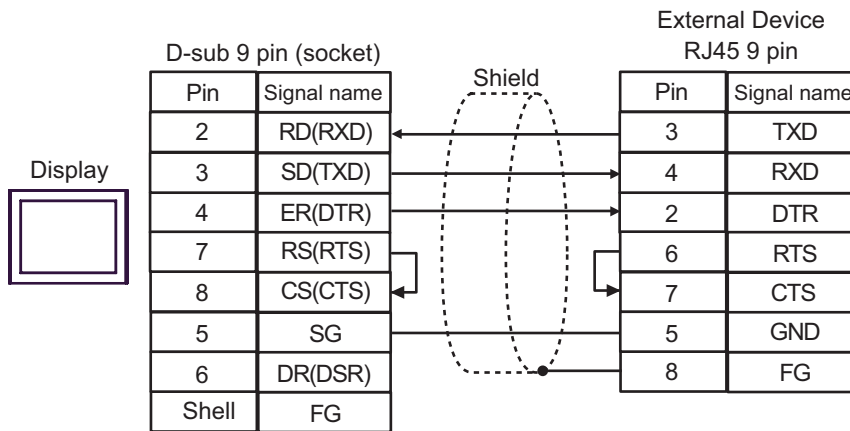 External Device
D-sub 9 pin (socket)
RJ45 9 pin
Shield
Pin Signal name
Pin Signal name
2 RD(RXD)
3 TXD
Display
3 SD(TXD)
4 RXD
4 ER(DTR)
2 DTR
7 RS(RTS)
6 RTS
8 CS(CTS)
7 CTS
5 SG
5 GND
6 DR(DSR)
8 FG
Shell FG